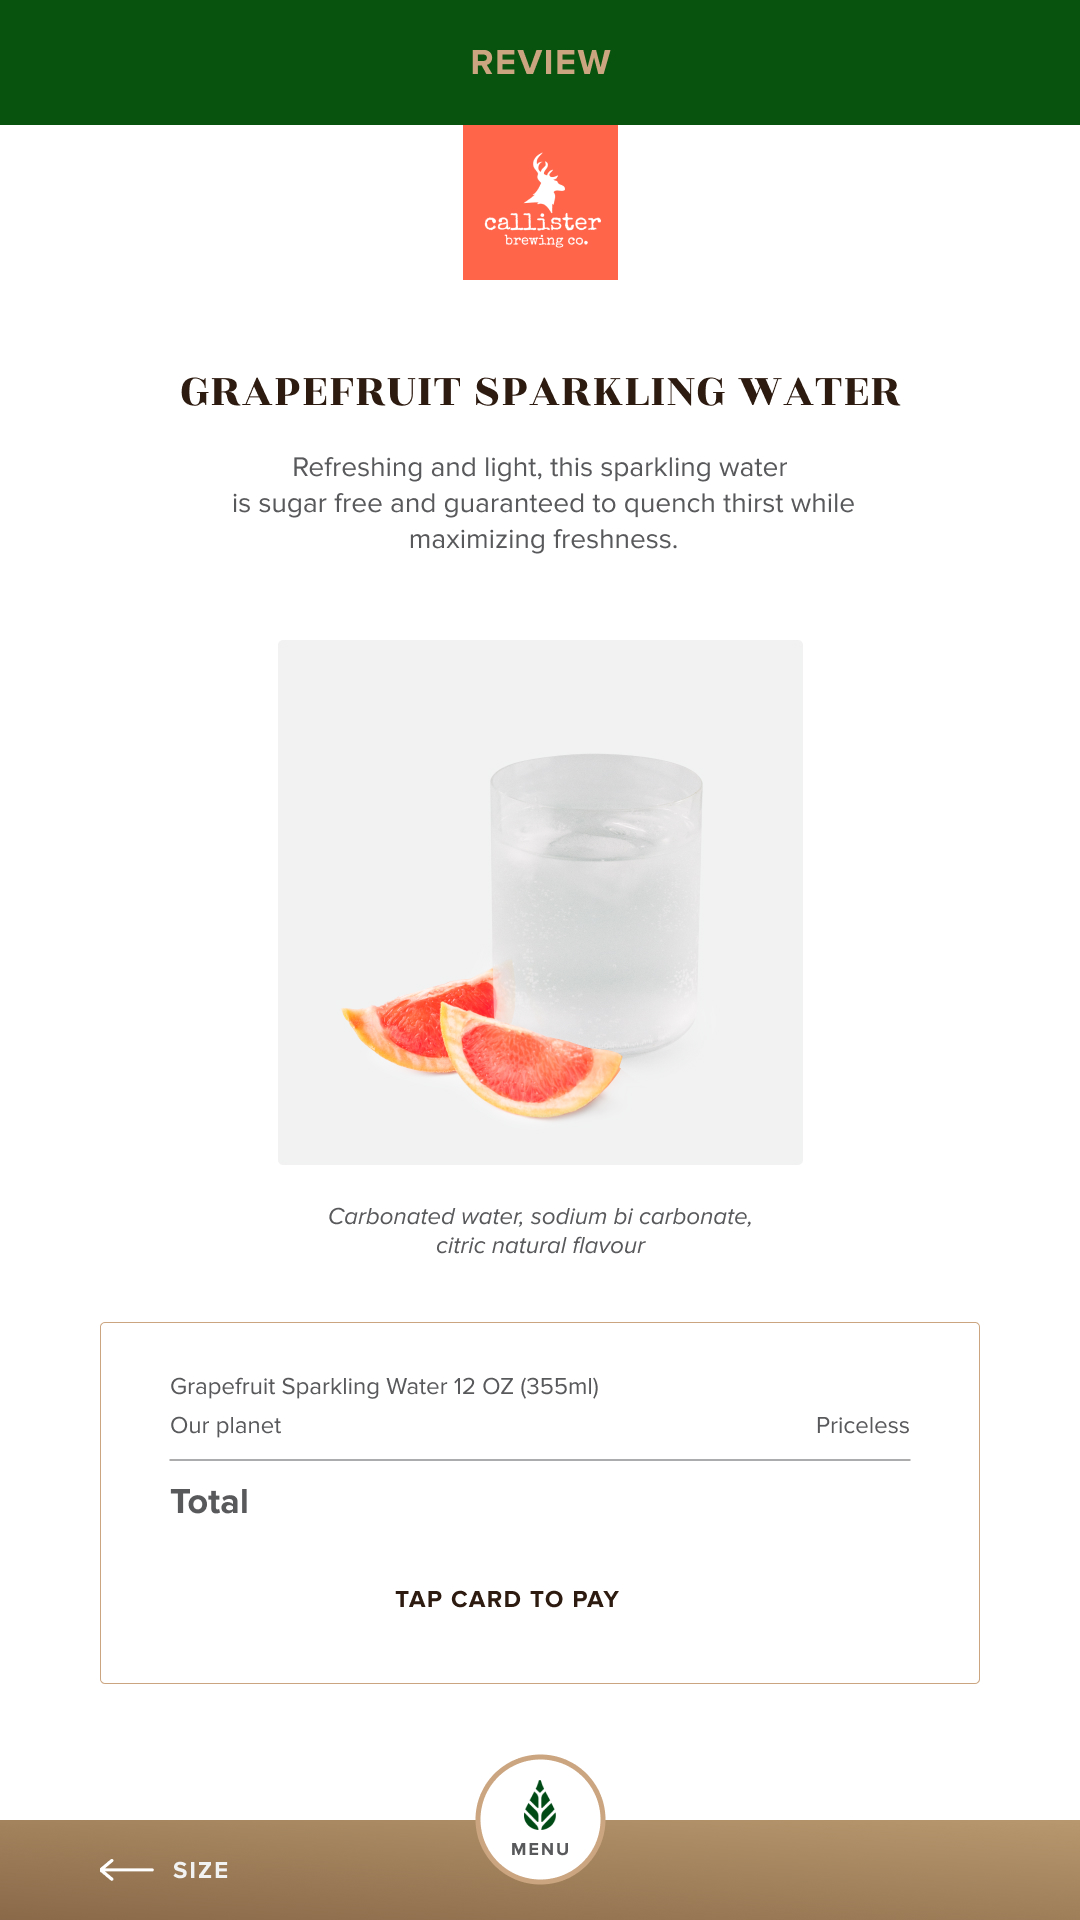 REVIEW
callister
brewing co.
GRAPEFRUIT SPARKLING WATER
Refreshing and light, this sparkling water
is sugar free and guaranteed to quench thirst while
maximizing freshness.
Carbonated water, sodium bi carbonate,
citric natural flavour
Grapefruit Sparkling Water 12 OZ (355ml)
Our planet Priceless
Total
TAP CARD TO PAY
MENU
SIZE